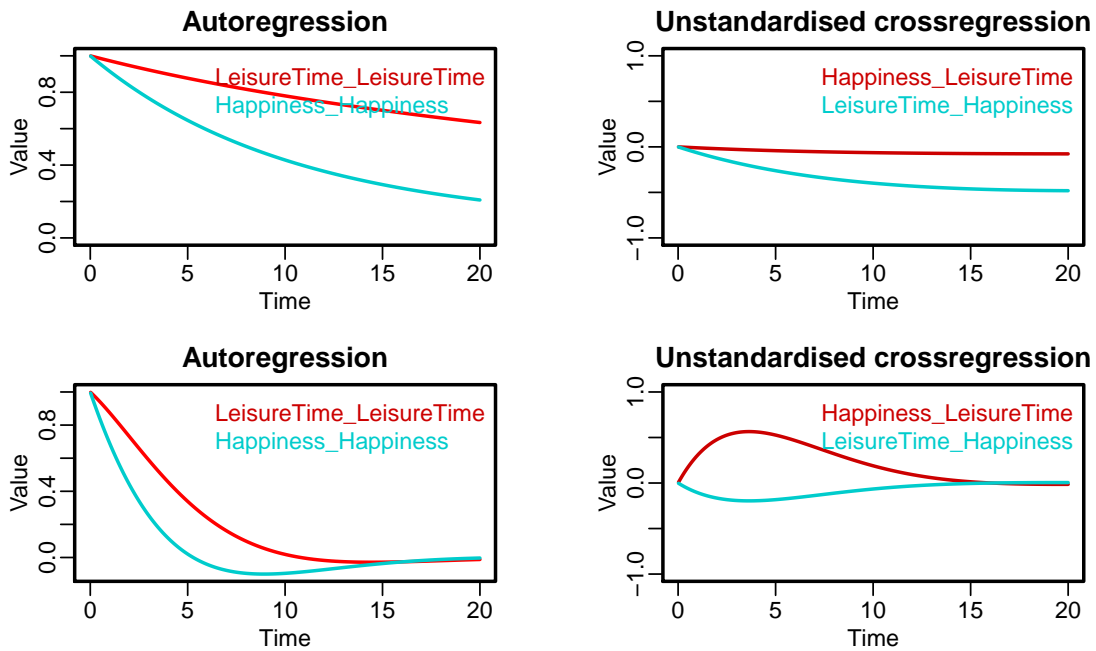 Autoregression
Value
0.0 0.4 0.8
LeisureTime_LeisureTime
Happiness_Happiness
0 5 10 15 20
Time
Unstandardised crossregression
Value
−1.0 0.0 1.0
Happiness_LeisureTime
LeisureTime_Happiness
0 5 10 15 20
Time
Autoregression
Value
0.0 0.4 0.8
LeisureTime_LeisureTime
Happiness_Happiness
0 5 10 15 20
Time
Unstandardised crossregression
Value
−1.0 0.0 1.0
Happiness_LeisureTime
LeisureTime_Happiness
0 5 10 15 20
Time